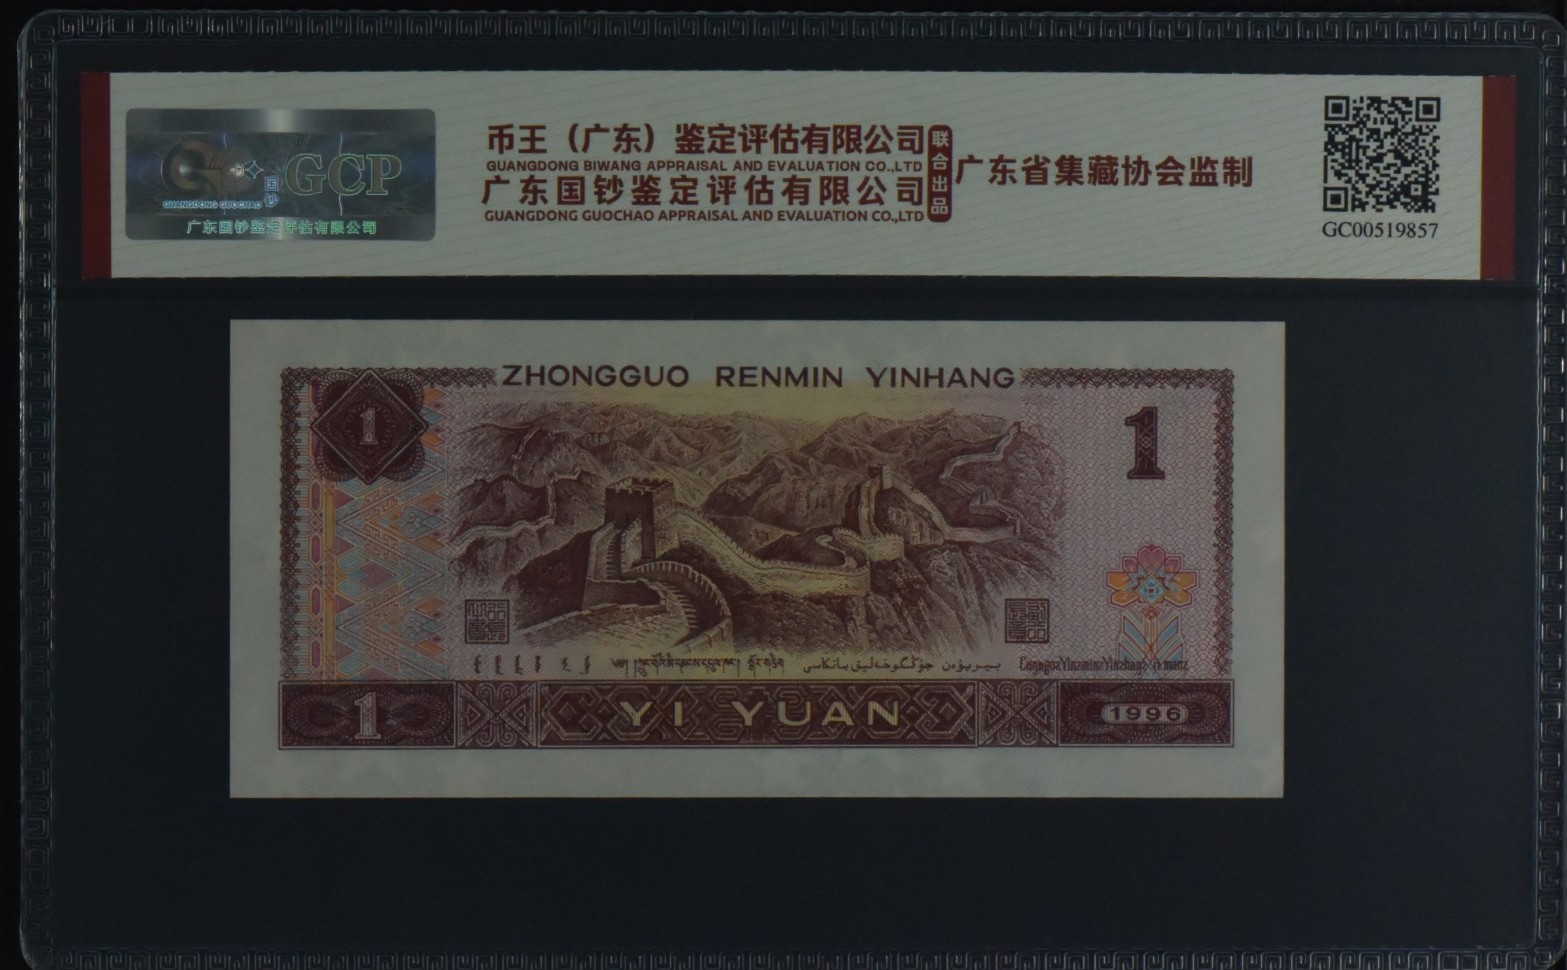 币王（广东）鉴定评估有限公司
GUANGDONG BIWANG APPRAISAL AND EVALUATION CO.,LTD
广东国钞鉴定评估有限公司
GUANGDONG GUOCHAO APPRAISAL AND EVALUATION CO.,LTD
联合出品
广东省集藏协会监制
GCP
国钞
GUANGDONG GUOCHAO
广东国钞鉴定评估有限公司
GC00519857
ZHONGGUO RENMIN YINHANG
1
1
1
YI YUAN
1996